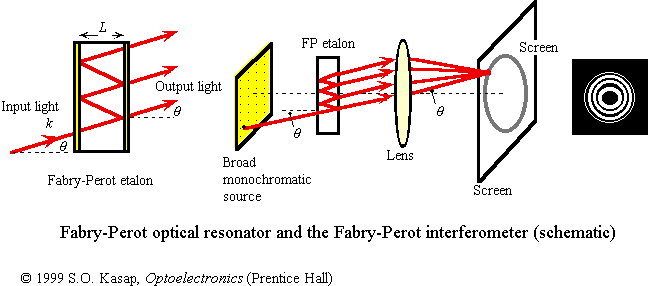 L
Input light
k
θ
θ
Output light
Fabry-Perot etalon
FP etalon
θ
Broad
monochromatic
source
Lens
θ
Screen
Screen
Fabry-Perot optical resonator and the Fabry-Perot interferometer (schematic)
© 1999 S.O. Kasap, Optoelectronics (Prentice Hall)